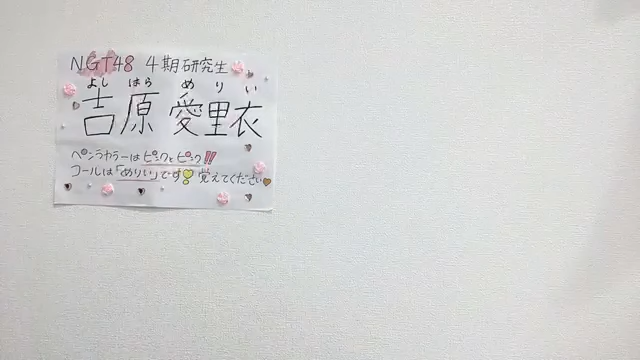 NGT48 4期研究生
よし はら め り い
吉原 愛里衣
ペンラカラーはピンクとピンク!!
コールは「めりい」です 覚えてください